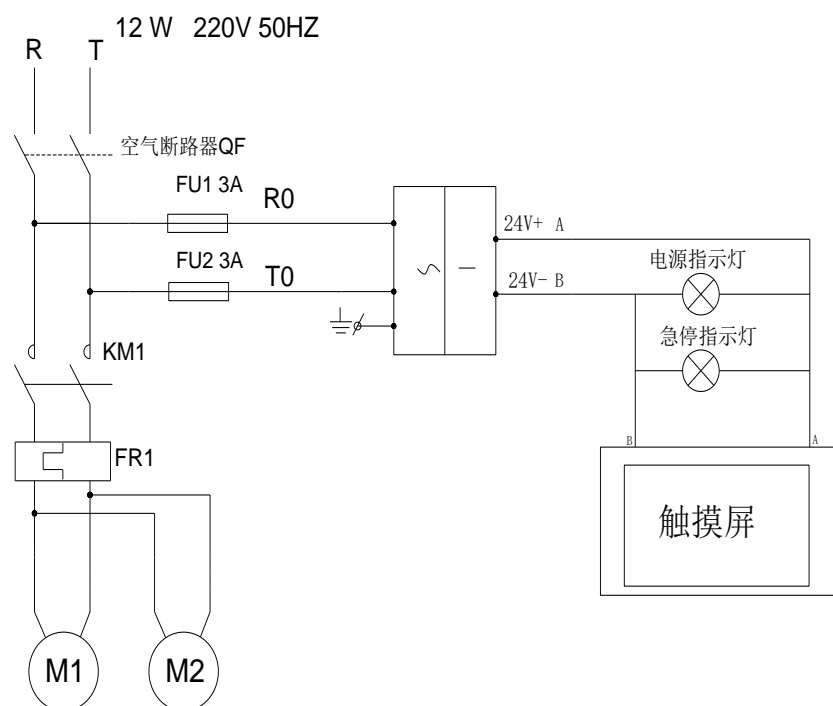 12 W 220V 50HZ
R T
空气断路器QF
FU1 3A R0
24V+ A
电源指示灯
FU2 3A T0
24V- B
急停指示灯
KM1
B A
FR1
触摸屏
M1 M2